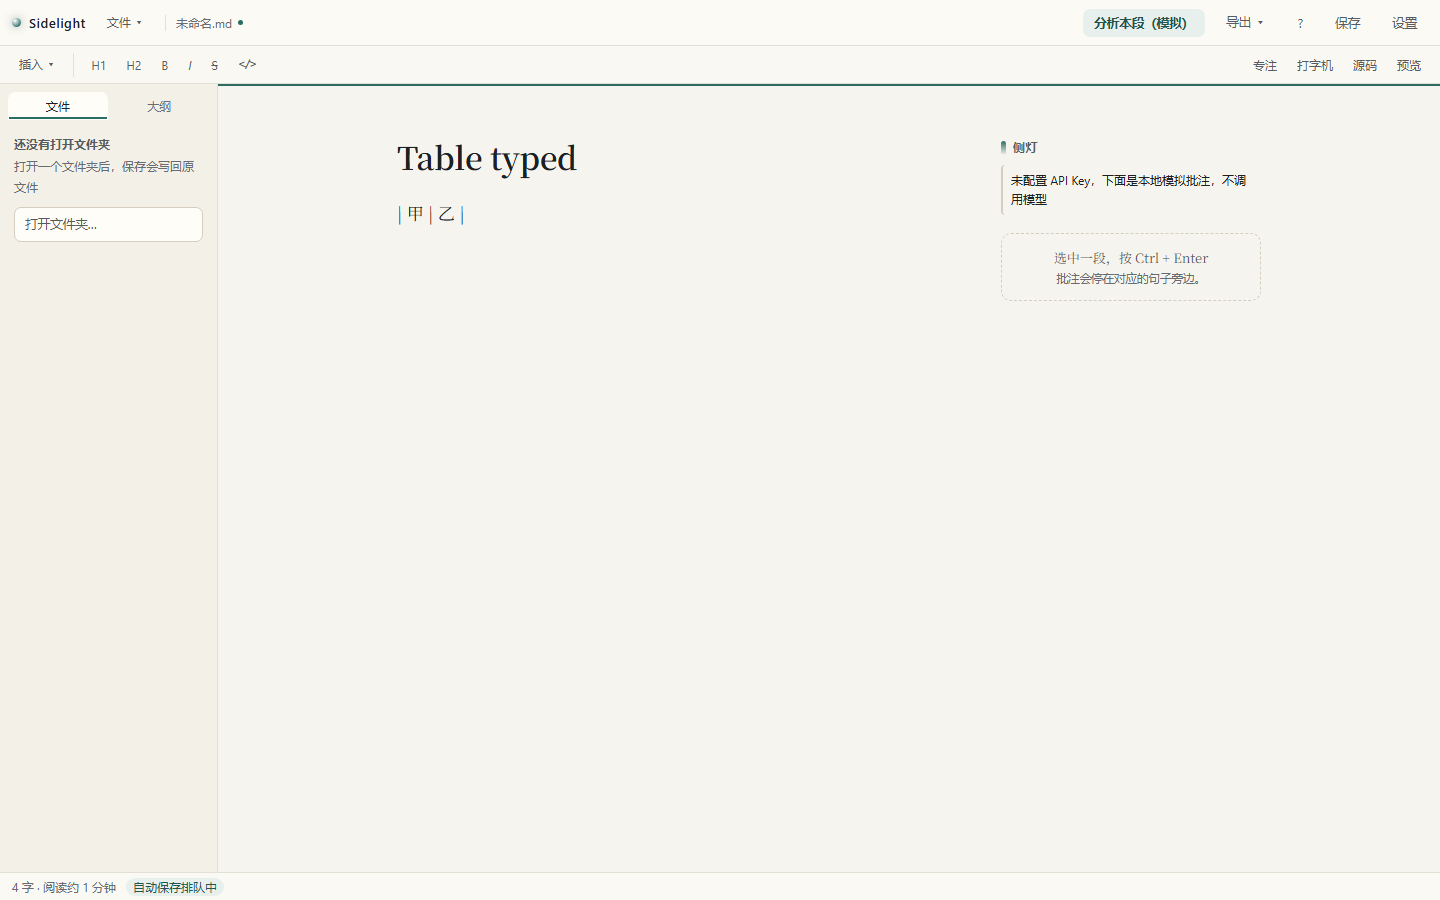 Sidelight 文件 ▾ 未命名.md ● 分析本段（模拟） 导出 ▾ ? 保存 设置
插入 ▾ H1 H2 B I S </> 专注 打字机 源码 预览
文件 大纲
还没有打开文件夹
打开一个文件夹后，保存会写回原
文件
打开文件夹...
Table typed
| 甲 | 乙 |
侧灯
未配置 API Key，下面是本地模拟批注，不调
用模型
选中一段，按 Ctrl + Enter
批注会停在对应的句子旁边。
4 字 · 阅读约 1 分钟 自动保存排队中